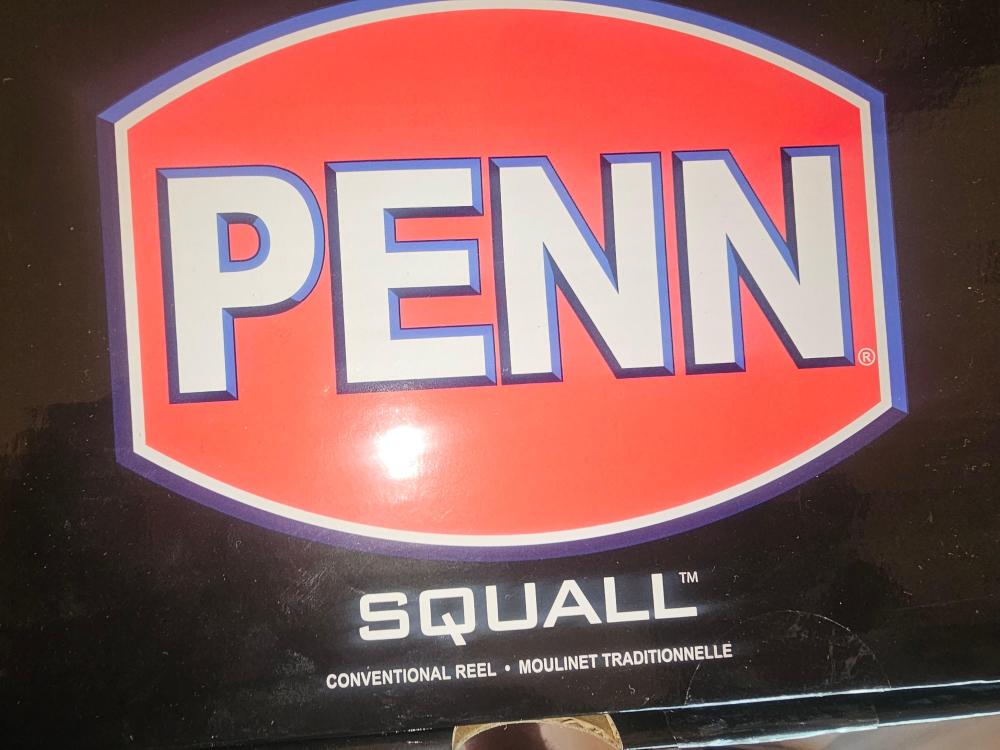 PENN®
SQUALL™
CONVENTIONAL REEL • MOULINET TRADITIONNELLE